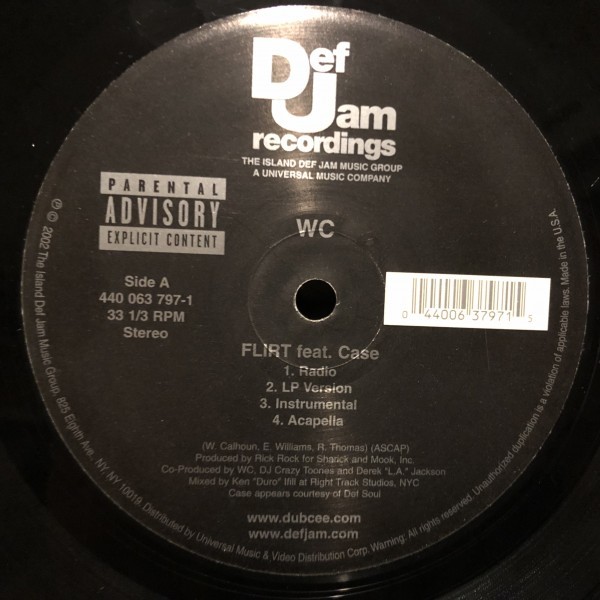 Def
Jam
recordings
THE ISLAND DEF JAM MUSIC GROUP
A UNIVERSAL MUSIC COMPANY
PARENTAL
ADVISORY
EXPLICIT CONTENT
WC
Side A
440 063 797-1
33 1/3 RPM
Stereo
0 44006 37971 5
FLIRT feat. Case
1. Radio
2. LP Version
3. Instrumental
4. Acapella
(W. Calhoun, E. Williams, R. Thomas) (ASCAP)
Produced by Rick Rock for Sharick and Mook, Inc.
Co-Produced by WC, DJ Crazy Toones and Derek "L.A." Jackson
Mixed by Ken "Duro" Ifill at Right Track Studios, NYC
Case appears courtesy of Def Soul
www.dubcee.com
www.defjam.com
℗ © 2002 The Island Def Jam Music Group, 825 Eighth Ave., NY, NY 10019. Distributed by Universal Music & Video Distribution Corp. Warning: All rights reserved. Unauthorized duplication is a violation of applicable laws. Made in the U.S.A.